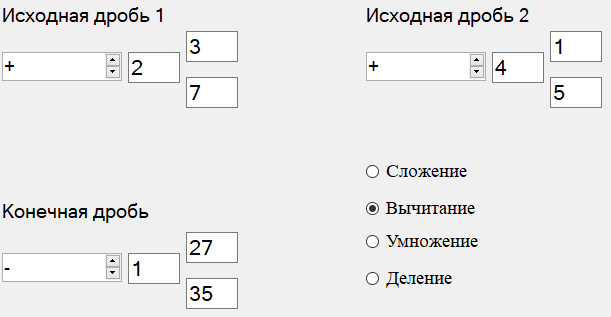 Исходная дробь 1
3
+ 2
7
Исходная дробь 2
1
+ 4
5
Сложение
Вычитание
Умножение
Деление
Конечная дробь
27
- 1
35